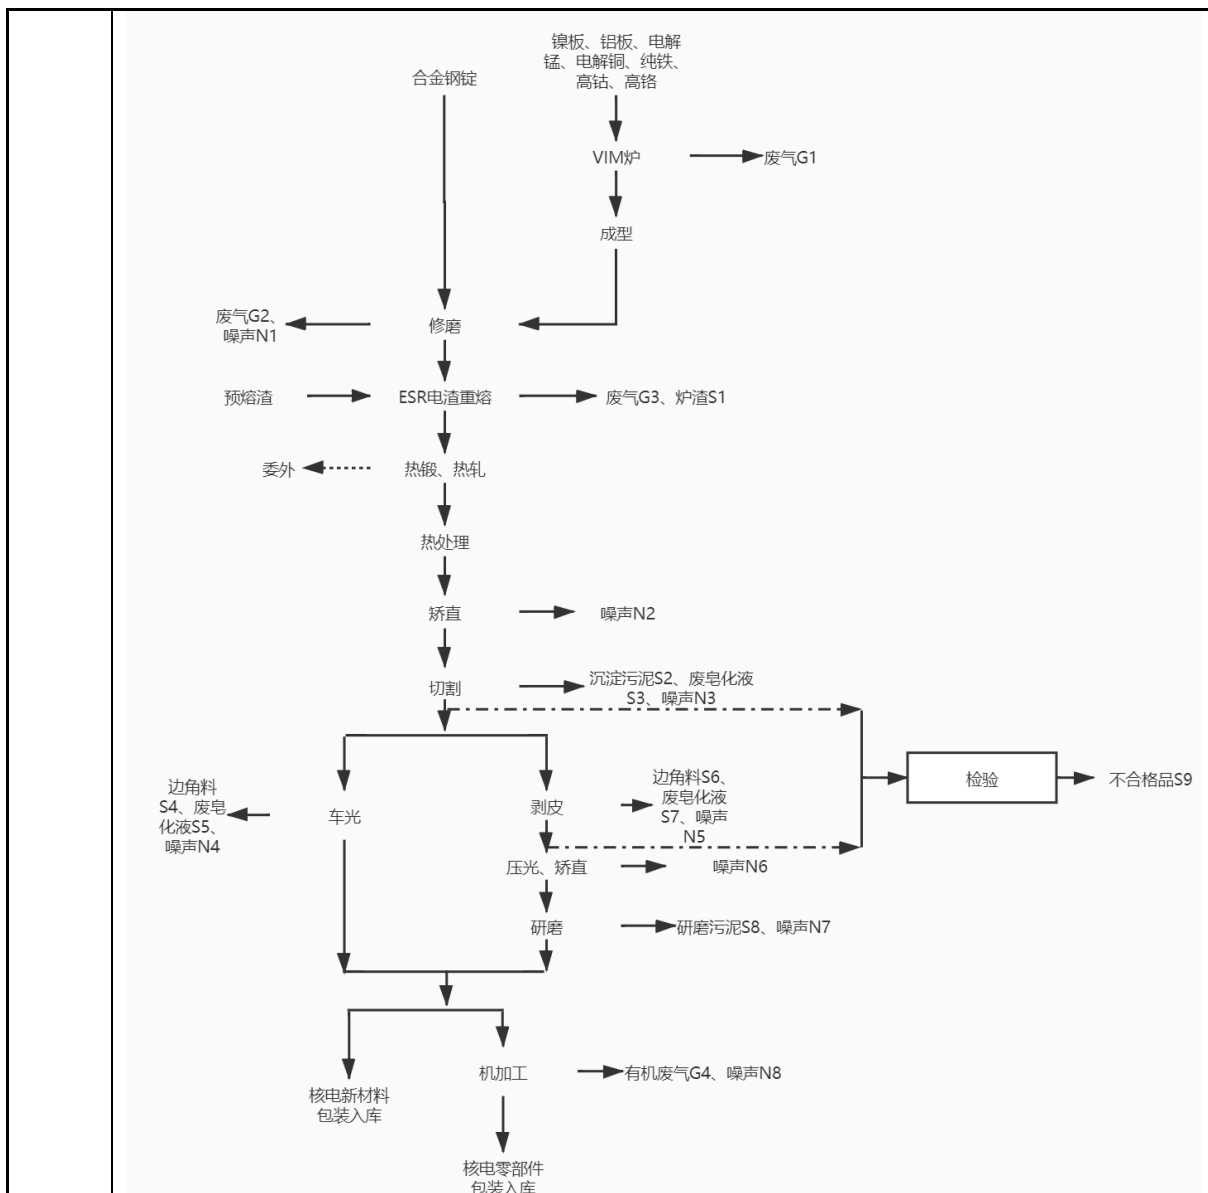 镍板、铝板、电解
锰、电解铜、纯铁、
高钴、高铬
合金钢锭
VIM炉
废气G1
成型
废气G2、
噪声N1
修磨
预熔渣
ESR电渣重熔
废气G3、炉渣S1
委外
热锻、热轧
热处理
矫直
噪声N2
切割
沉淀污泥S2、废皂化液
S3、噪声N3
边角料
S4、废皂
化液S5、
噪声N4
车光
剥皮
边角料S6、
废皂化液
S7、噪声
N5
检验
不合格品S9
压光、矫直
噪声N6
研磨
研磨污泥S8、噪声N7
机加工
有机废气G4、噪声N8
核电新材料
包装入库
核电零部件
包装入库